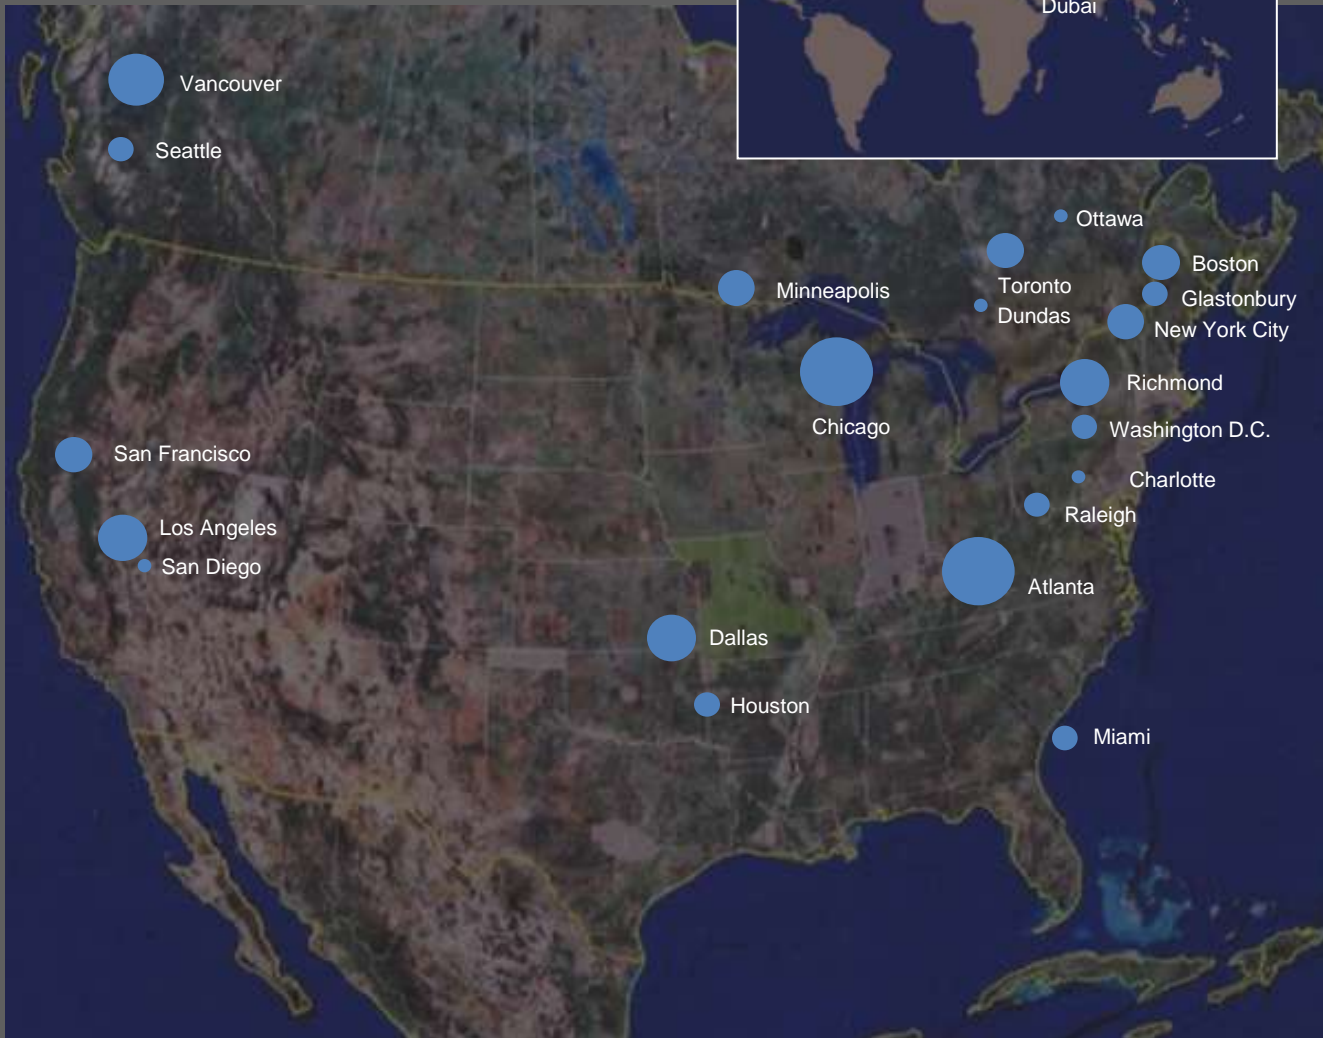 Dubai
Vancouver
Seattle
Ottawa
Boston
Toronto
Minneapolis
Glastonbury
Dundas
New York City
Richmond
Chicago
Washington D.C.
San Francisco
Charlotte
Raleigh
Los Angeles
San Diego
Atlanta
Dallas
Houston
Miami